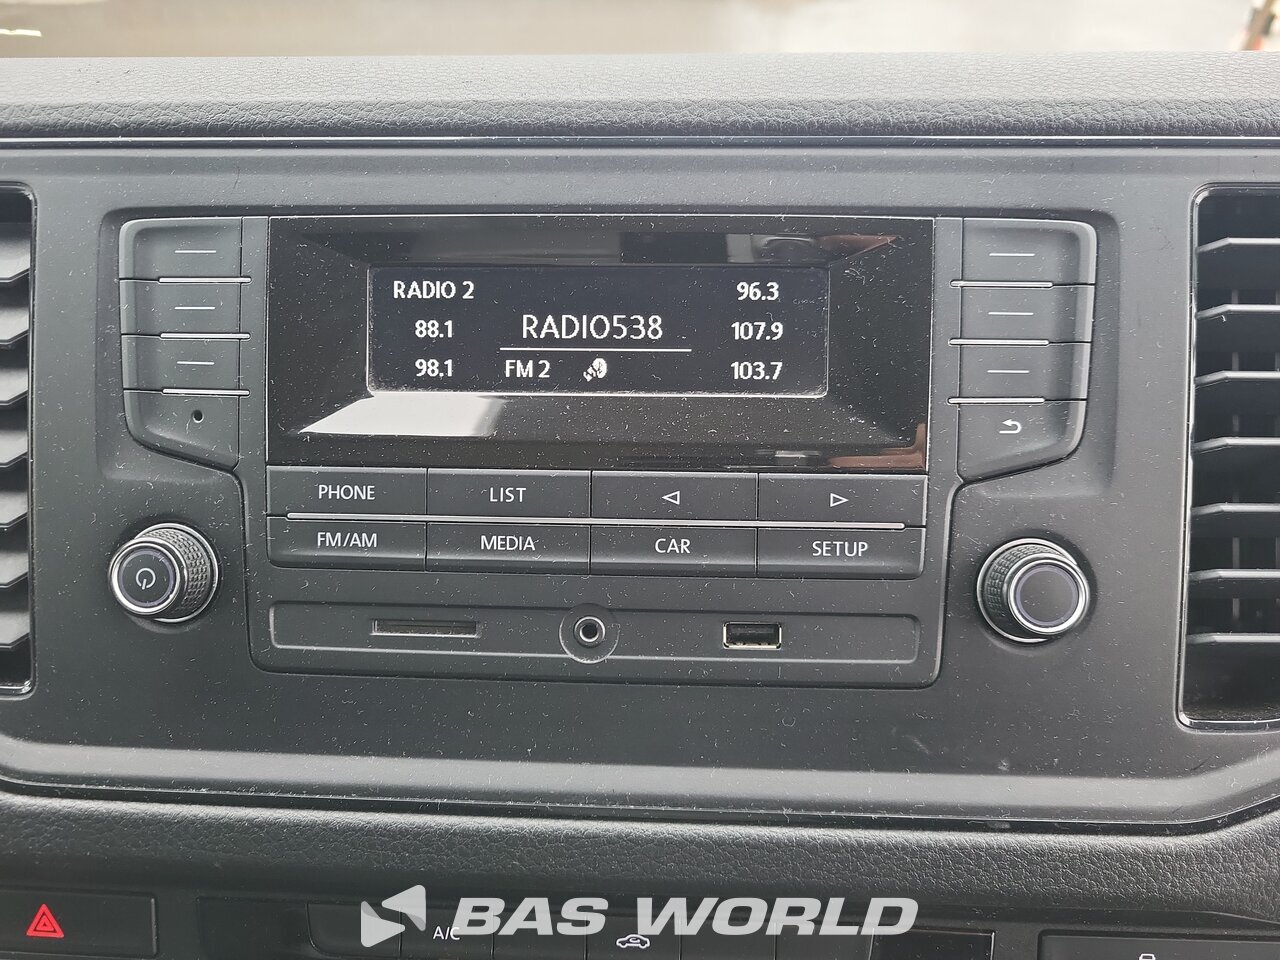 RADIO 2
96.3
88.1
RADIO538
107.9
98.1
FM 2
103.7
PHONE
LIST
FM/AM
MEDIA
CAR
SETUP
A/C
BAS WORLD